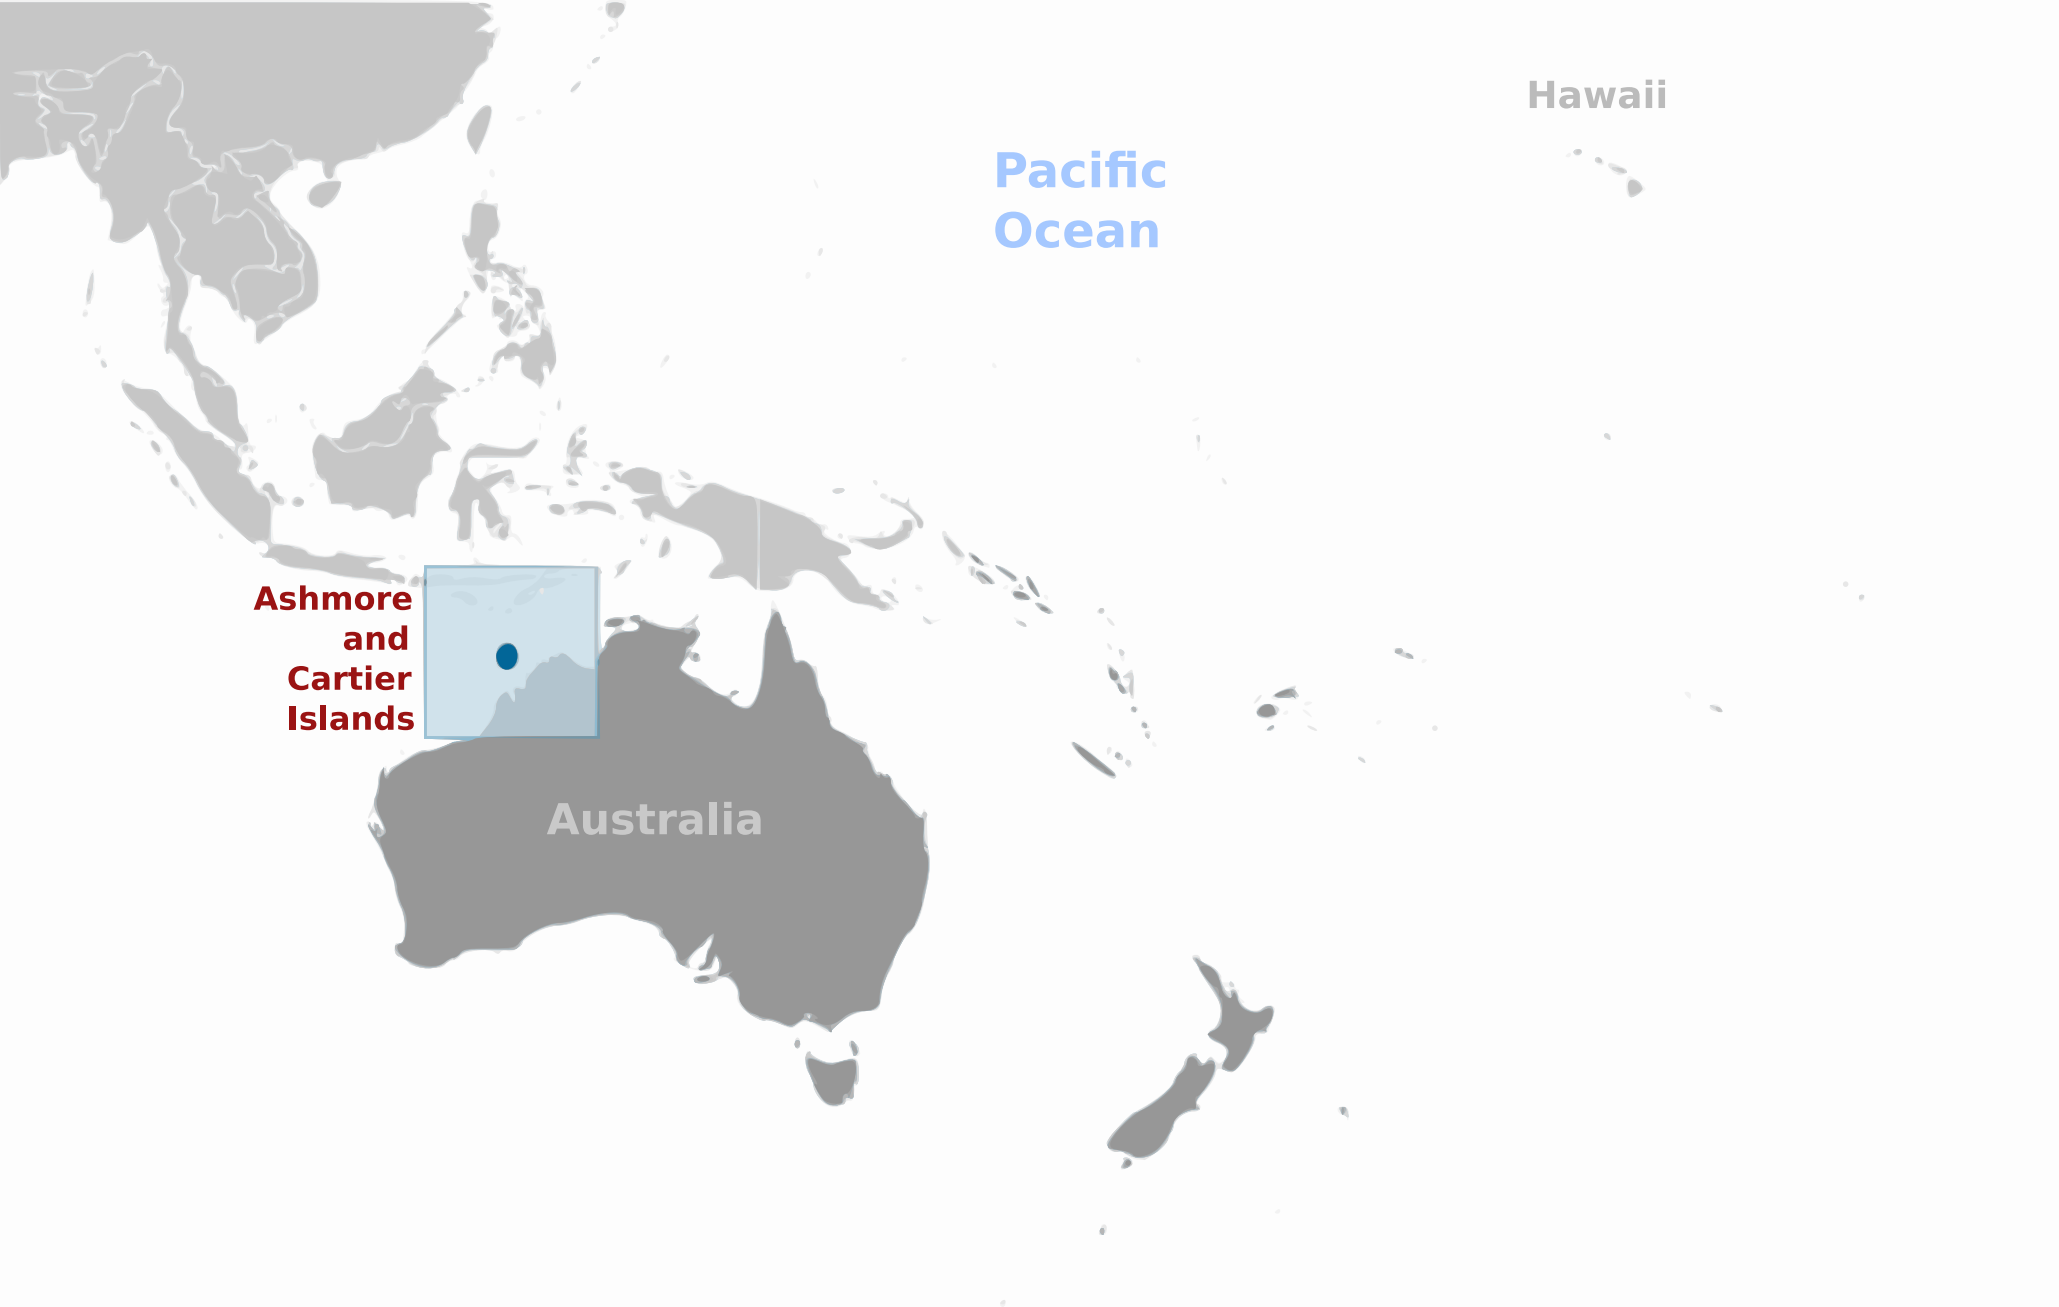 Hawaii
Pacific
Ocean
Ashmore
and
Cartier
Islands
Australia